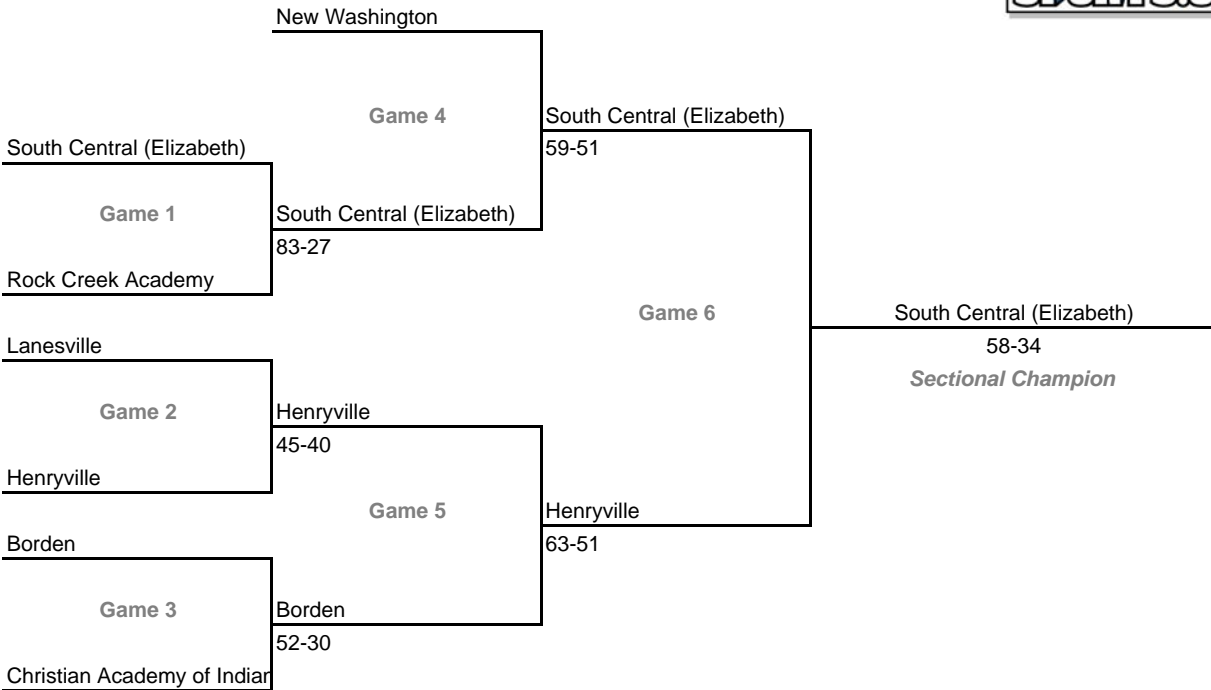 New Washington
Game 4
South Central (Elizabeth)
South Central (Elizabeth)
59-51
Game 1
South Central (Elizabeth)
83-27
Rock Creek Academy
Game 6
South Central (Elizabeth)
Lanesville
58-34
Sectional Champion
Game 2
Henryville
45-40
Henryville
Game 5
Henryville
Borden
63-51
Game 3
Borden
52-30
Christian Academy of Indian